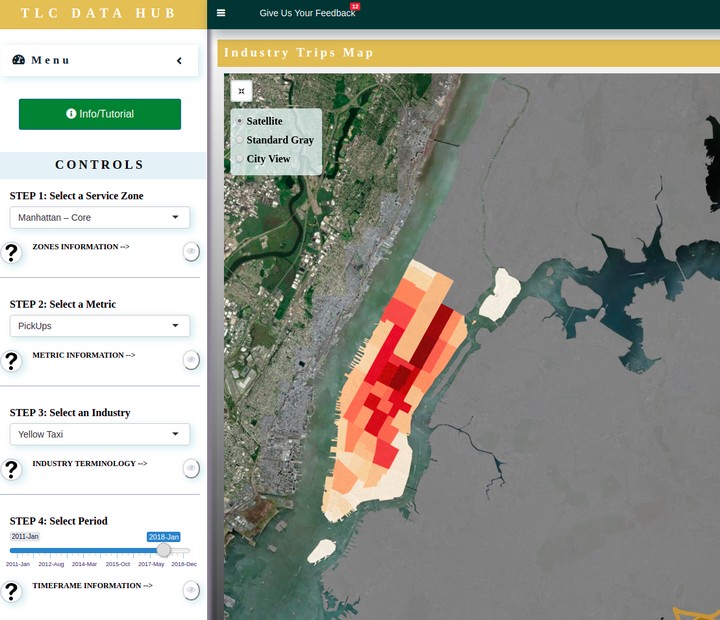 TLC DATA HUB
Give Us Your Feedback
12
Industry Trips Map
Menu
Info/Tutorial
Satellite
Standard Gray
City View
CONTROLS
STEP 1: Select a Service Zone
Manhattan – Core
? ZONES INFORMATION -->
STEP 2: Select a Metric
PickUps
? METRIC INFORMATION -->
STEP 3: Select an Industry
Yellow Taxi
? INDUSTRY TERMINOLOGY -->
STEP 4: Select Period
2011-Jan 2018-Jan
2011-Jan 2012-Aug 2014-Mar 2015-Oct 2017-May 2018-Dec
? TIMEFRAME INFORMATION -->